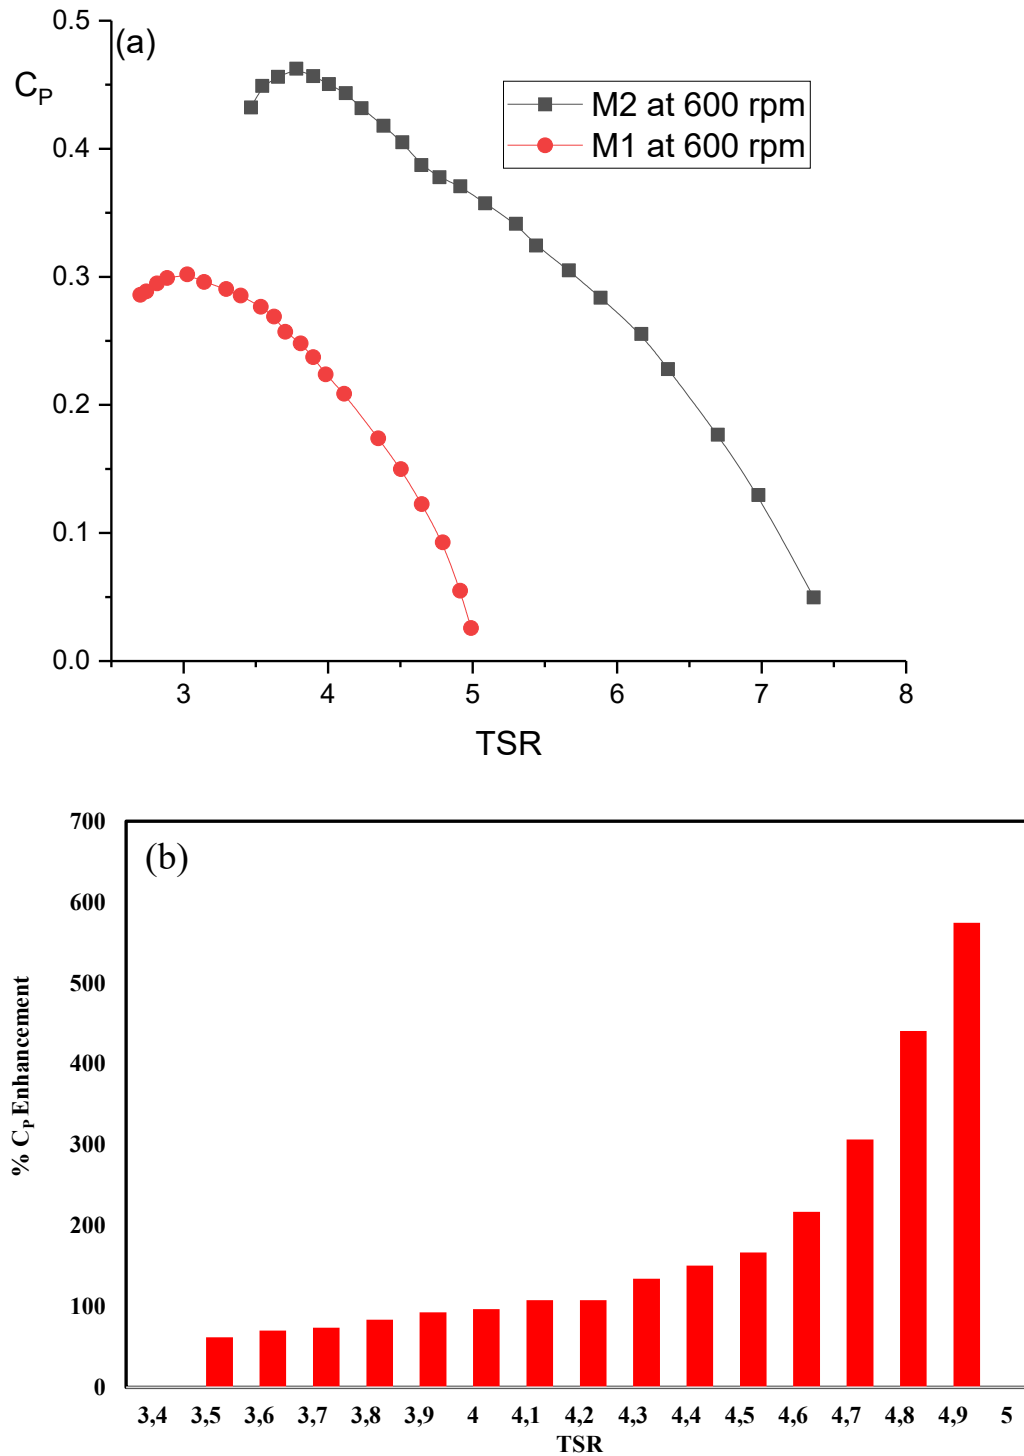 (a)
C_P
0.5
0.4
0.3
0.2
0.1
0.0
M2 at 600 rpm
M1 at 600 rpm
3 4 5 6 7 8
TSR
(b)
% C_P Enhancement
700
600
500
400
300
200
100
0
3,4 3,5 3,6 3,7 3,8 3,9 4 4,1 4,2 4,3 4,4 4,5 4,6 4,7 4,8 4,9 5
TSR